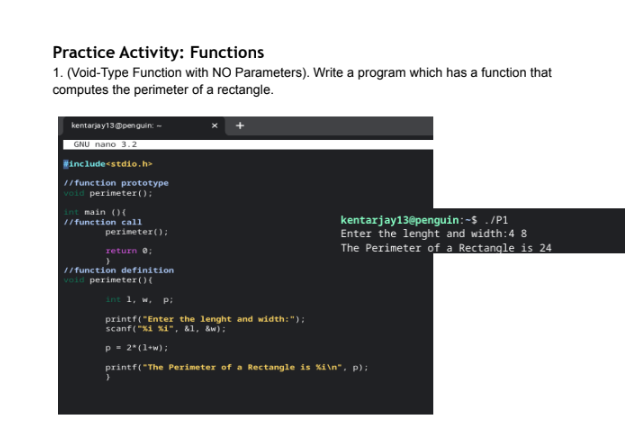 Practice Activity: Functions
1. (Void-Type Function with NO Parameters). Write a program which has a function that
computes the perimeter of a rectangle.
kentarjay13@penguin: ~ × +
GNU nano 3.2
#include<stdio.h>
//function prototype
void perimeter();
int main (){
//function call
perimeter();
return 0;
}
//function definition
void perimeter(){
int l, w, p;
printf("Enter the lenght and width:");
scanf("%i %i", &l, &w);
p = 2*(l+w);
printf("The Perimeter of a Rectangle is %i\n", p);
}
kentarjay13@penguin:~$ ./P1
Enter the lenght and width:4 8
The Perimeter of a Rectangle is 24